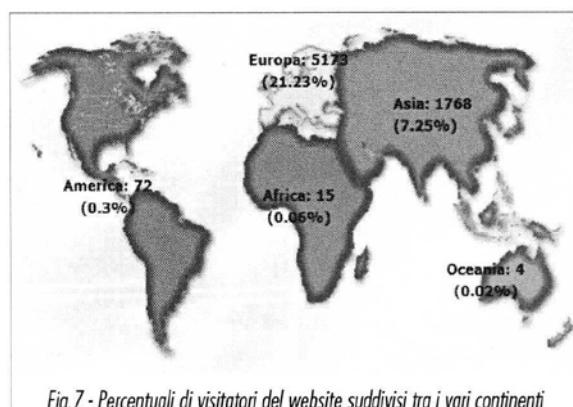 Europa: 5173
(21.23%)
Asia: 1768
(7.25%)
America: 72
(0.3%)
Africa: 15
(0.06%)
Oceania: 4
(0.02%)
Fig. 7 - Percentuali di visitatori del website suddivisi tra i vari continenti